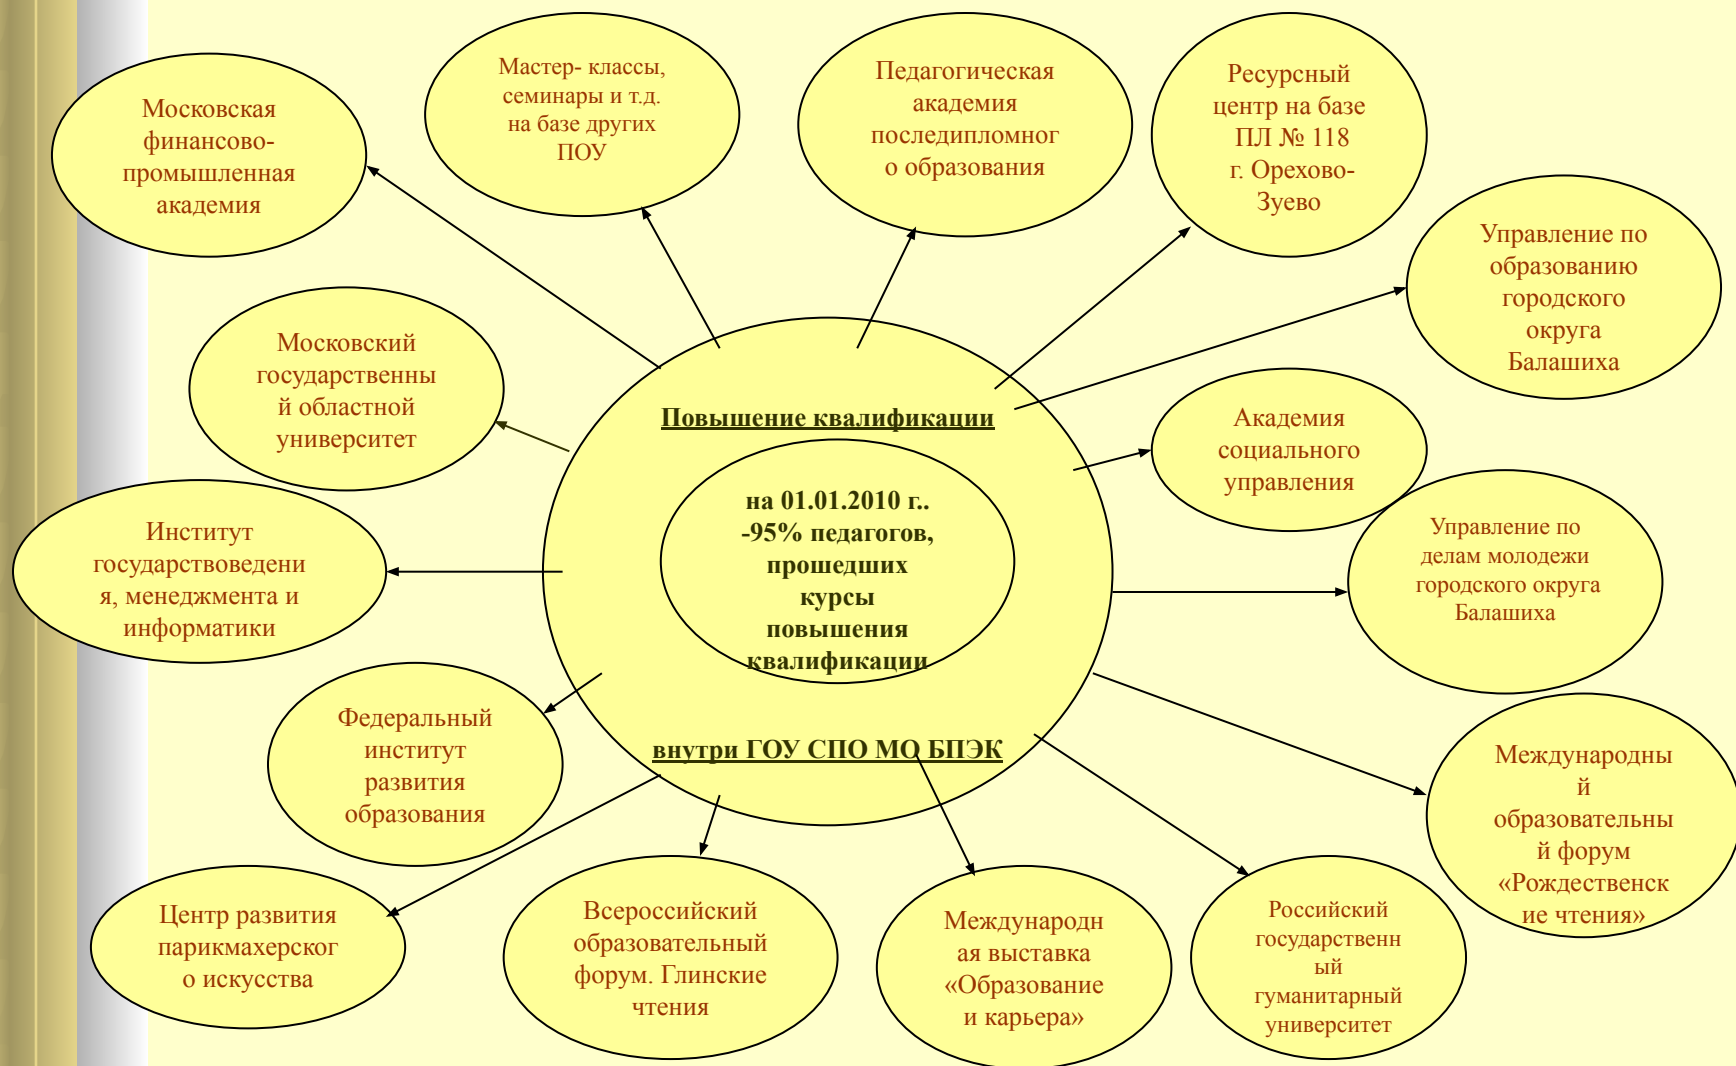 Московская
финансово-
промышленная
академия
Мастер- классы,
семинары и т.д.
на базе других
ПОУ
Педагогическая
академия
последипломног
о образования
Ресурсный
центр на базе
ПЛ № 118
г. Орехово-
Зуево
Управление по
образованию
городского
округа
Балашиха
Московский
государственны
й областной
университет
Повышение квалификации
на 01.01.2010 г..
-95% педагогов,
прошедших
курсы
повышения
квалификации
внутри ГОУ СПО МО БПЭК
Академия
социального
управления
Институт
государствоведени
я, менеджмента и
информатики
Управление по
делам молодежи
городского округа
Балашиха
Федеральный
институт
развития
образования
Международны
й
образовательны
й форум
«Рождественск
ие чтения»
Центр развития
парикмахерског
о искусства
Всероссийский
образовательный
форум. Глинские
чтения
Международн
ая выставка
«Образование
и карьера»
Российский
государственн
ый
гуманитарный
университет